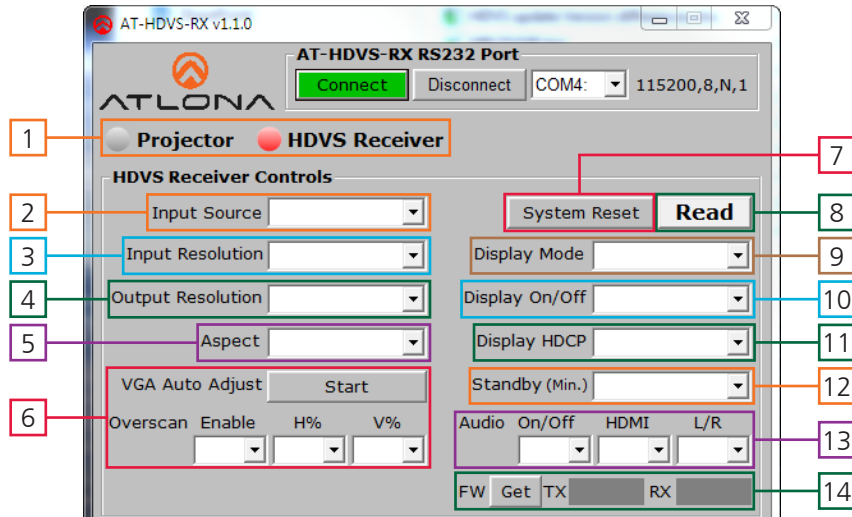 AT-HDVS-RX v1.1.0
ATLONA
AT-HDVS-RX RS232 Port
Connect Disconnect COM4: 115200,8,N,1
1 Projector HDVS Receiver
7
HDVS Receiver Controls
2 Input Source System Reset Read 8
3 Input Resolution Display Mode 9
4 Output Resolution Display On/Off 10
5 Aspect Display HDCP 11
VGA Auto Adjust Start Standby (Min.) 12
6 Overscan Enable H% V% Audio On/Off HDMI L/R 13
FW Get TX RX 14